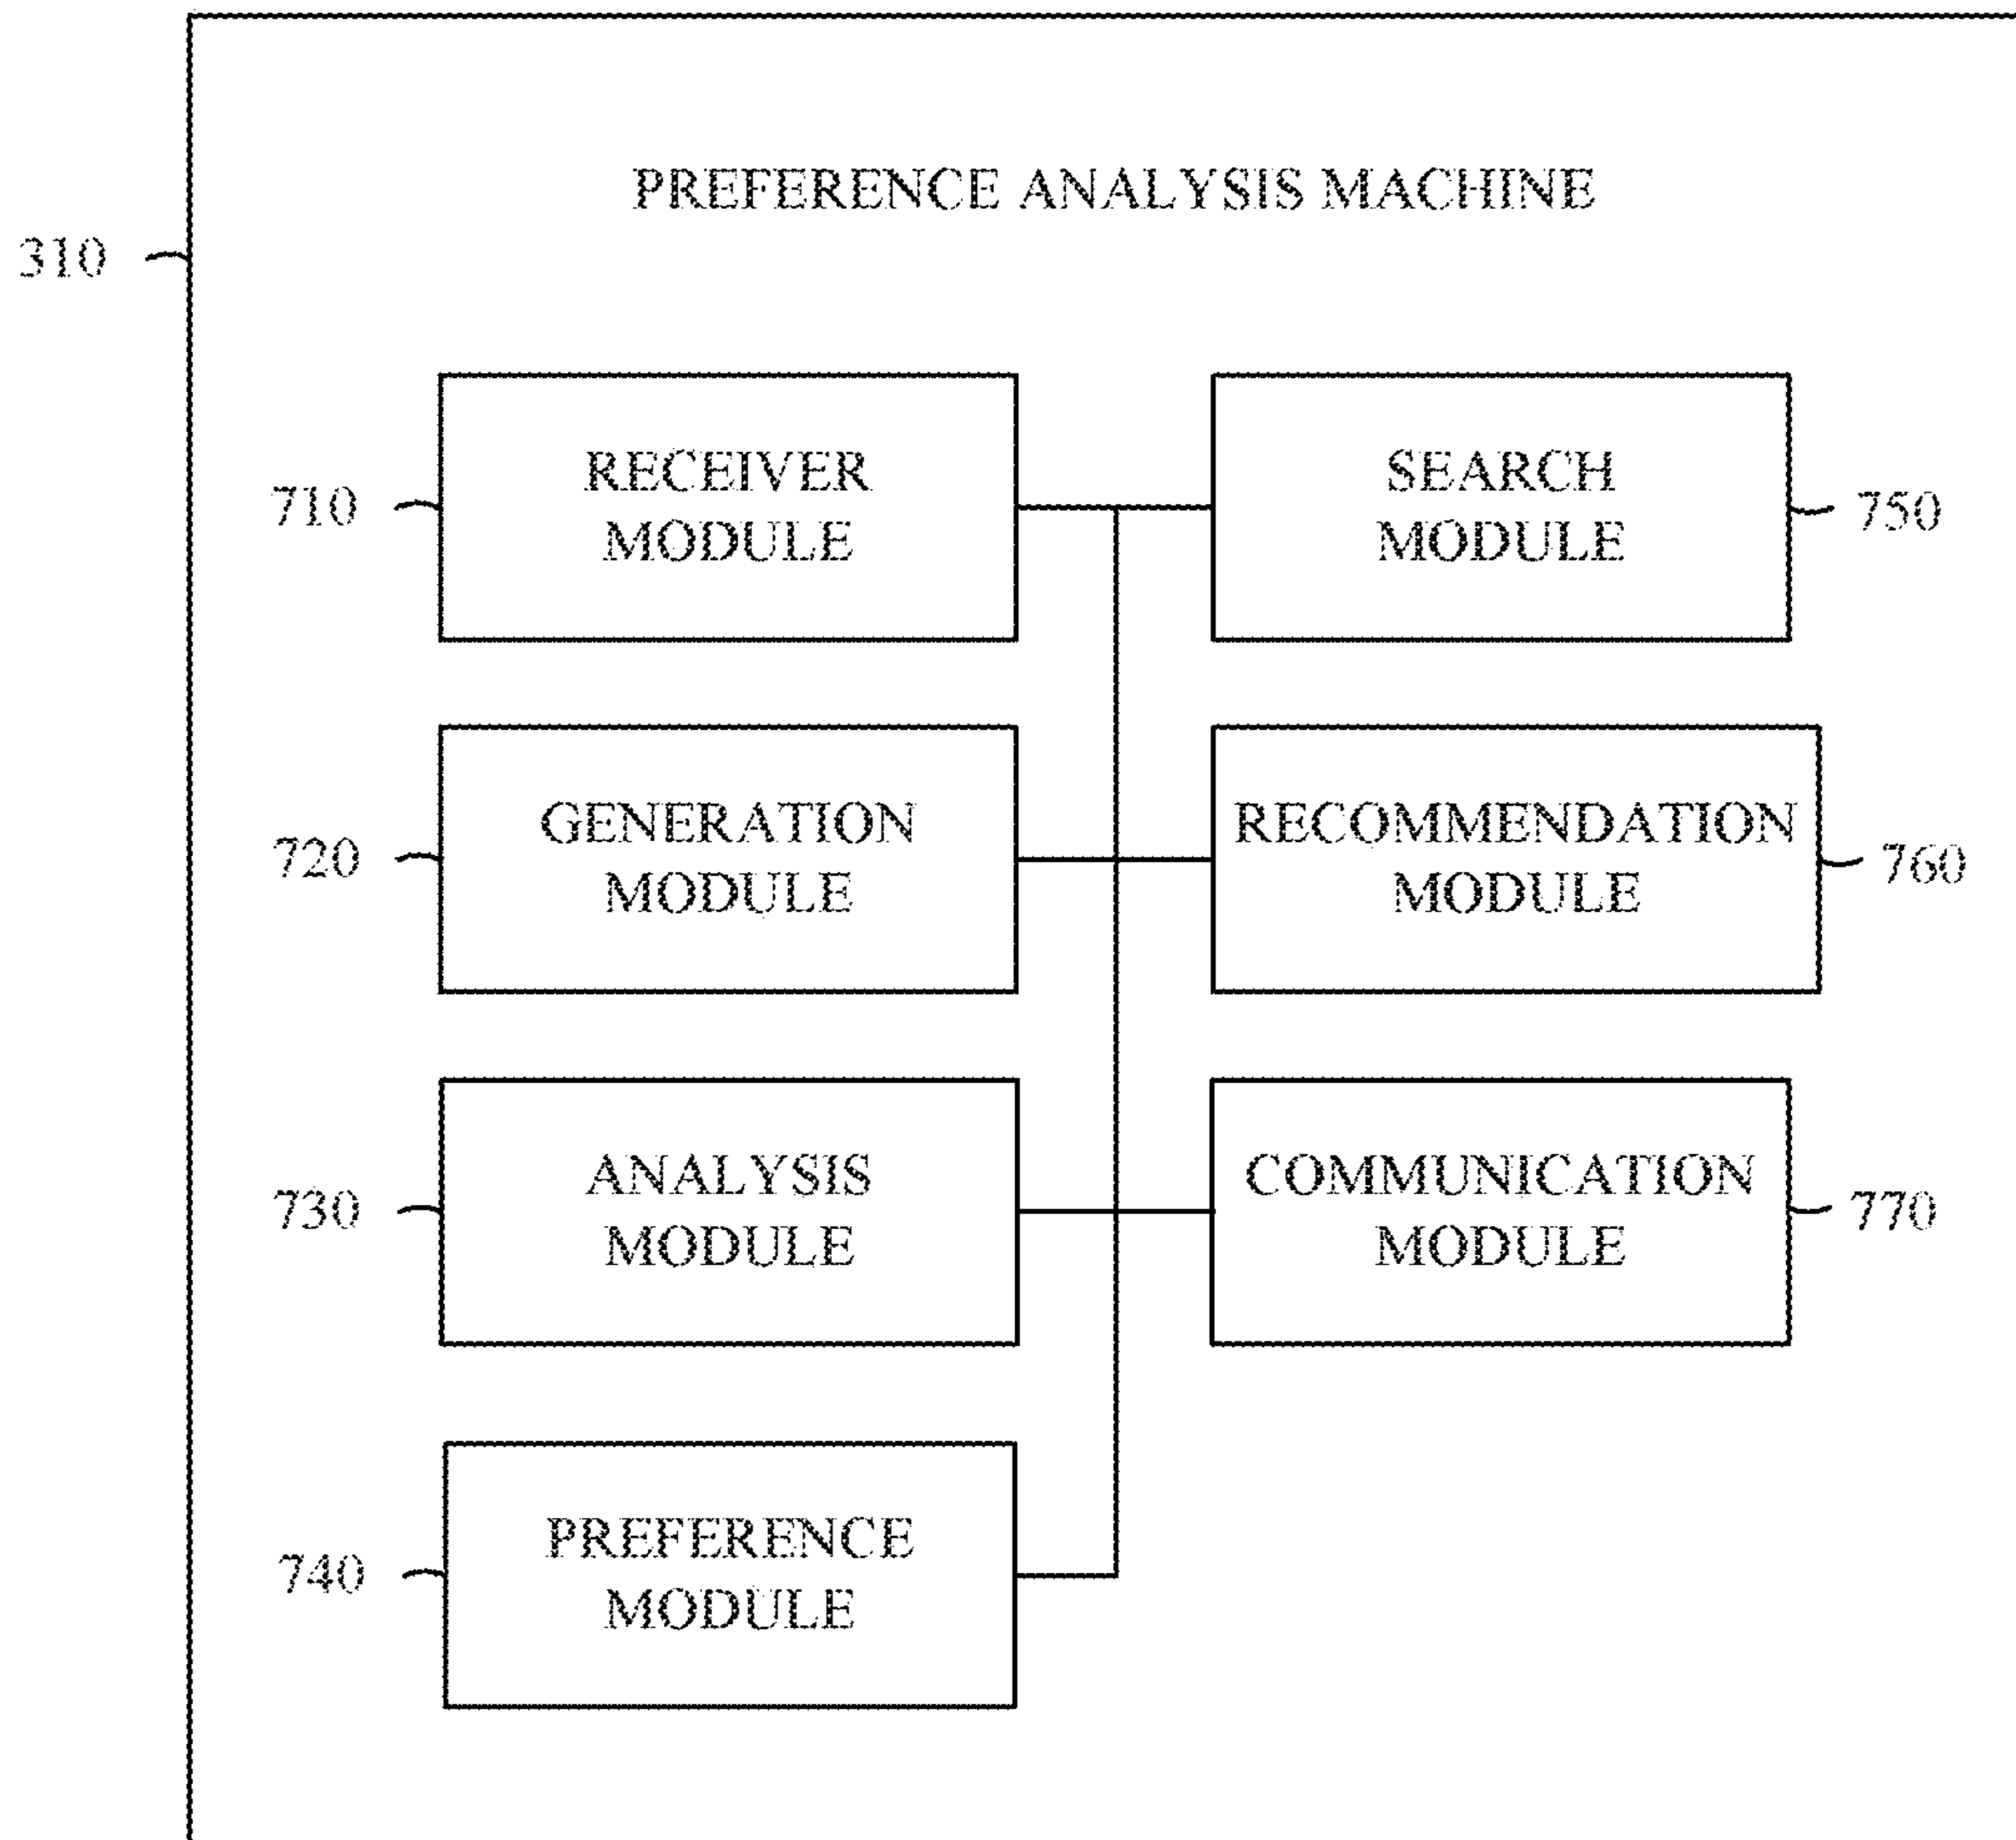 PREFERENCE ANALYSIS MACHINE
310
710
RECEIVER
MODULE
SEARCH
MODULE
750
720
GENERATION
MODULE
RECOMMENDATION
MODULE
760
730
ANALYSIS
MODULE
COMMUNICATION
MODULE
770
740
PREFERENCE
MODULE